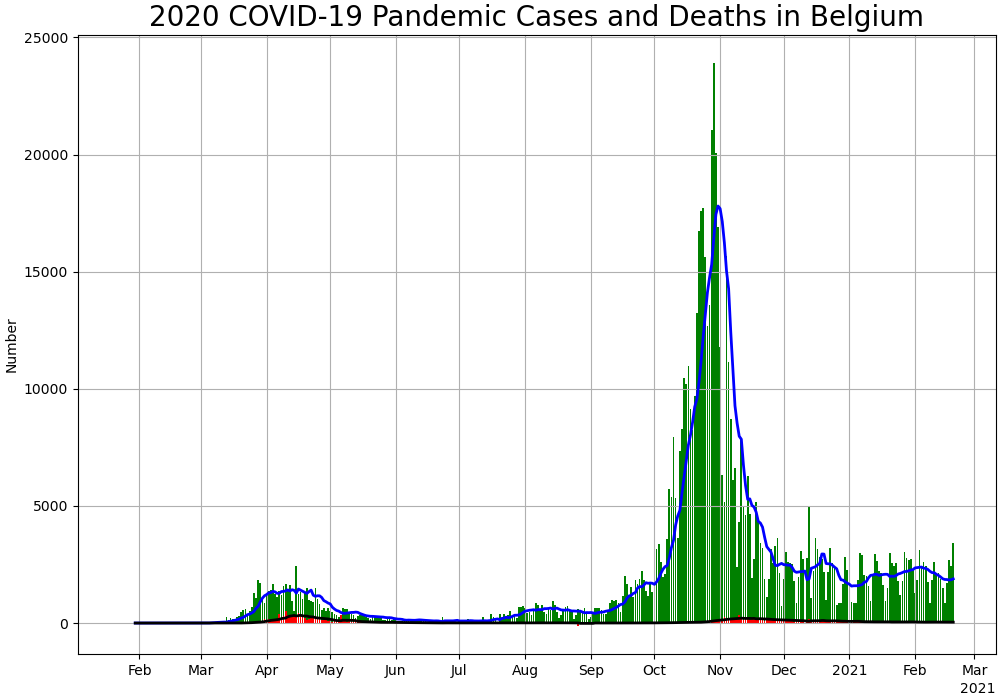 2020 COVID-19 Pandemic Cases and Deaths in Belgium
25000
20000
15000
10000
5000
0
Number
Feb Mar Apr May Jun Jul Aug Sep Oct Nov Dec 2021 Feb Mar
2021